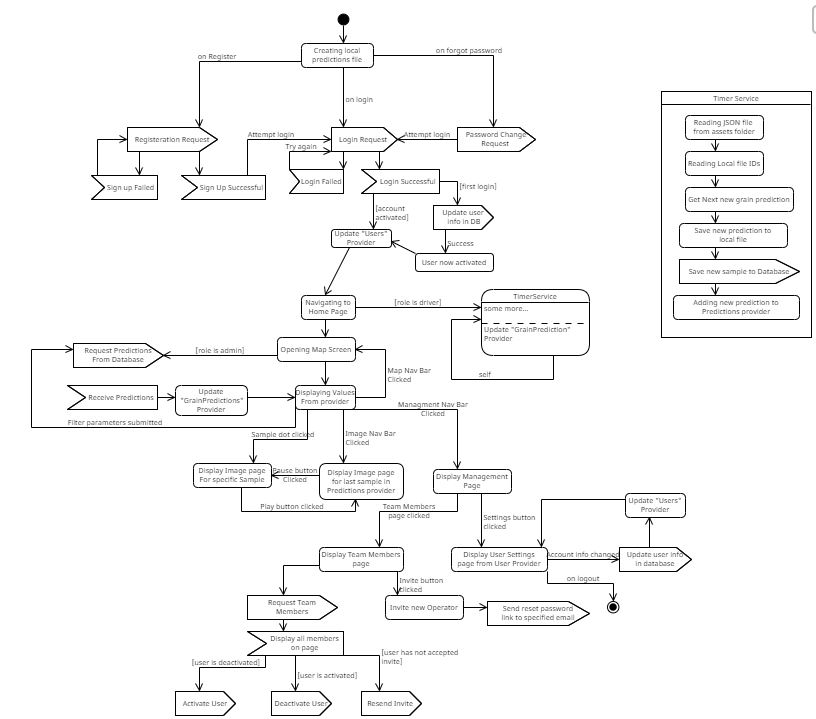 Creating local
predictions file
on Register
on forgot password
on login
Timer Service
Reading JSON file
from assets folder
Reading Local file IDs
Get Next new grain prediction
Save new prediction to
local file
Save new sample to Database
Adding new prediction to
Predictions provider
Registeration Request
Attempt login
Login Request
Attempt login
Password Change
Request
Try again
Sign up Failed
Sign Up Successful
Login Failed
Login Successful
[first login]
[account
activated]
Update user
info in DB
Update "Users"
Provider
Success
User now activated
Navigating to
Home Page
[role is driver]
TimerService
some more...
Update "GrainPrediction"
Provider
self
Request Predictions
From Database
[role is admin]
Opening Map Screen
Map Nav Bar
Clicked
Receive Predictions
Update
"GrainPredictions"
Provider
Displaying Values
From provider
Filter parameters submitted
Managment Nav Bar
Clicked
Sample dot clicked
Image Nav Bar
Clicked
Display Image page
For specific Sample
Pause button
Clicked
Display Image page
for last sample in
Predictions provider
Display Management
Page
Play button clicked
Team Members
page clicked
Settings button
clicked
Update "Users"
Provider
Display Team Members
page
Display User Settings
page from User Provider
Account info changed
Update user info
in database
on logout
Invite button
clicked
Request Team
Members
Invite new Operator
Send reset password
link to specified email
Display all members
on page
[user is deactivated]
[user is activated]
[user has not accepted
invite]
Activate User
Deactivate User
Resend Invite